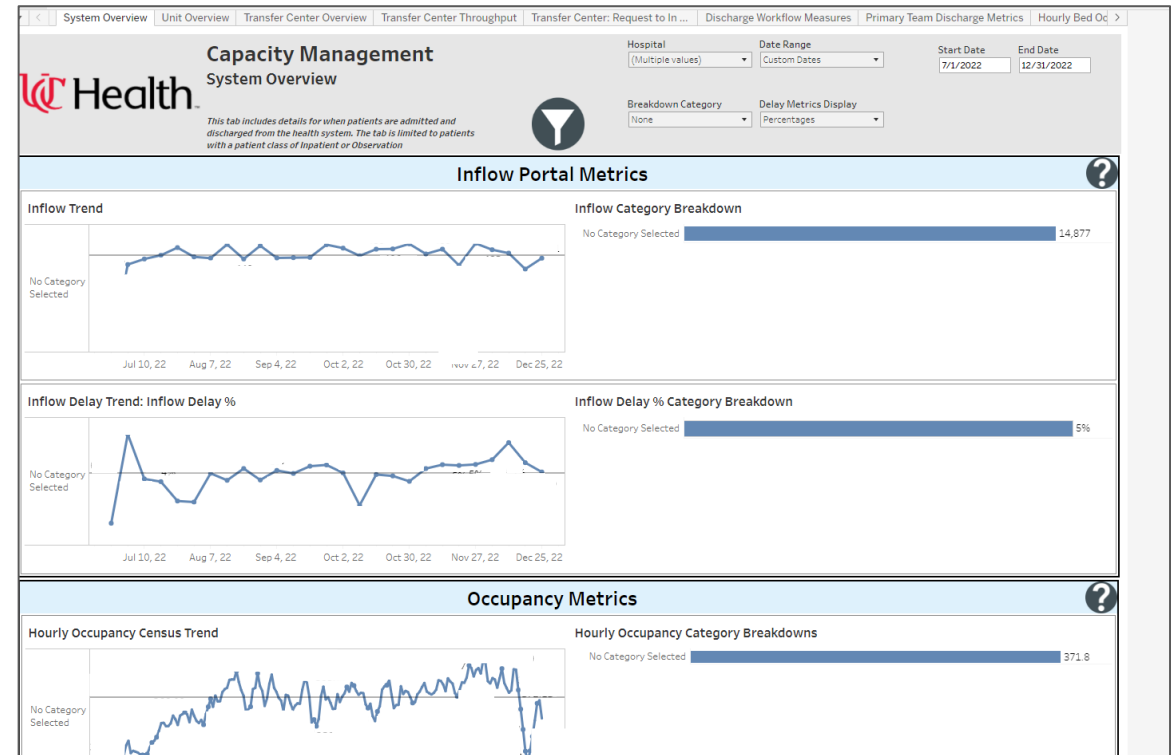 System Overview
Unit Overview
Transfer Center Overview
Transfer Center Throughput
Transfer Center: Request to In ...
Discharge Workflow Measures
Primary Team Discharge Metrics
Hourly Bed Oc
UC Health
Capacity Management
System Overview
This tab includes details for when patients are admitted and
discharged from the health system. The tab is limited to patients
with a patient class of Inpatient or Observation
Hospital
(Multiple values)
Date Range
Custom Dates
Start Date
7/1/2022
End Date
12/31/2022
Breakdown Category
None
Delay Metrics Display
Percentages
Inflow Portal Metrics
?
Inflow Trend
No Category
Selected
Jul 10, 22 Aug 7, 22 Sep 4, 22 Oct 2, 22 Oct 30, 22 Nov 27, 22 Dec 25, 22
Inflow Category Breakdown
No Category Selected 14,877
Inflow Delay Trend: Inflow Delay %
No Category
Selected
Jul 10, 22 Aug 7, 22 Sep 4, 22 Oct 2, 22 Oct 30, 22 Nov 27, 22 Dec 25, 22
Inflow Delay % Category Breakdown
No Category Selected 5%
Occupancy Metrics
?
Hourly Occupancy Census Trend
No Category
Selected
Hourly Occupancy Category Breakdowns
No Category Selected 371.8